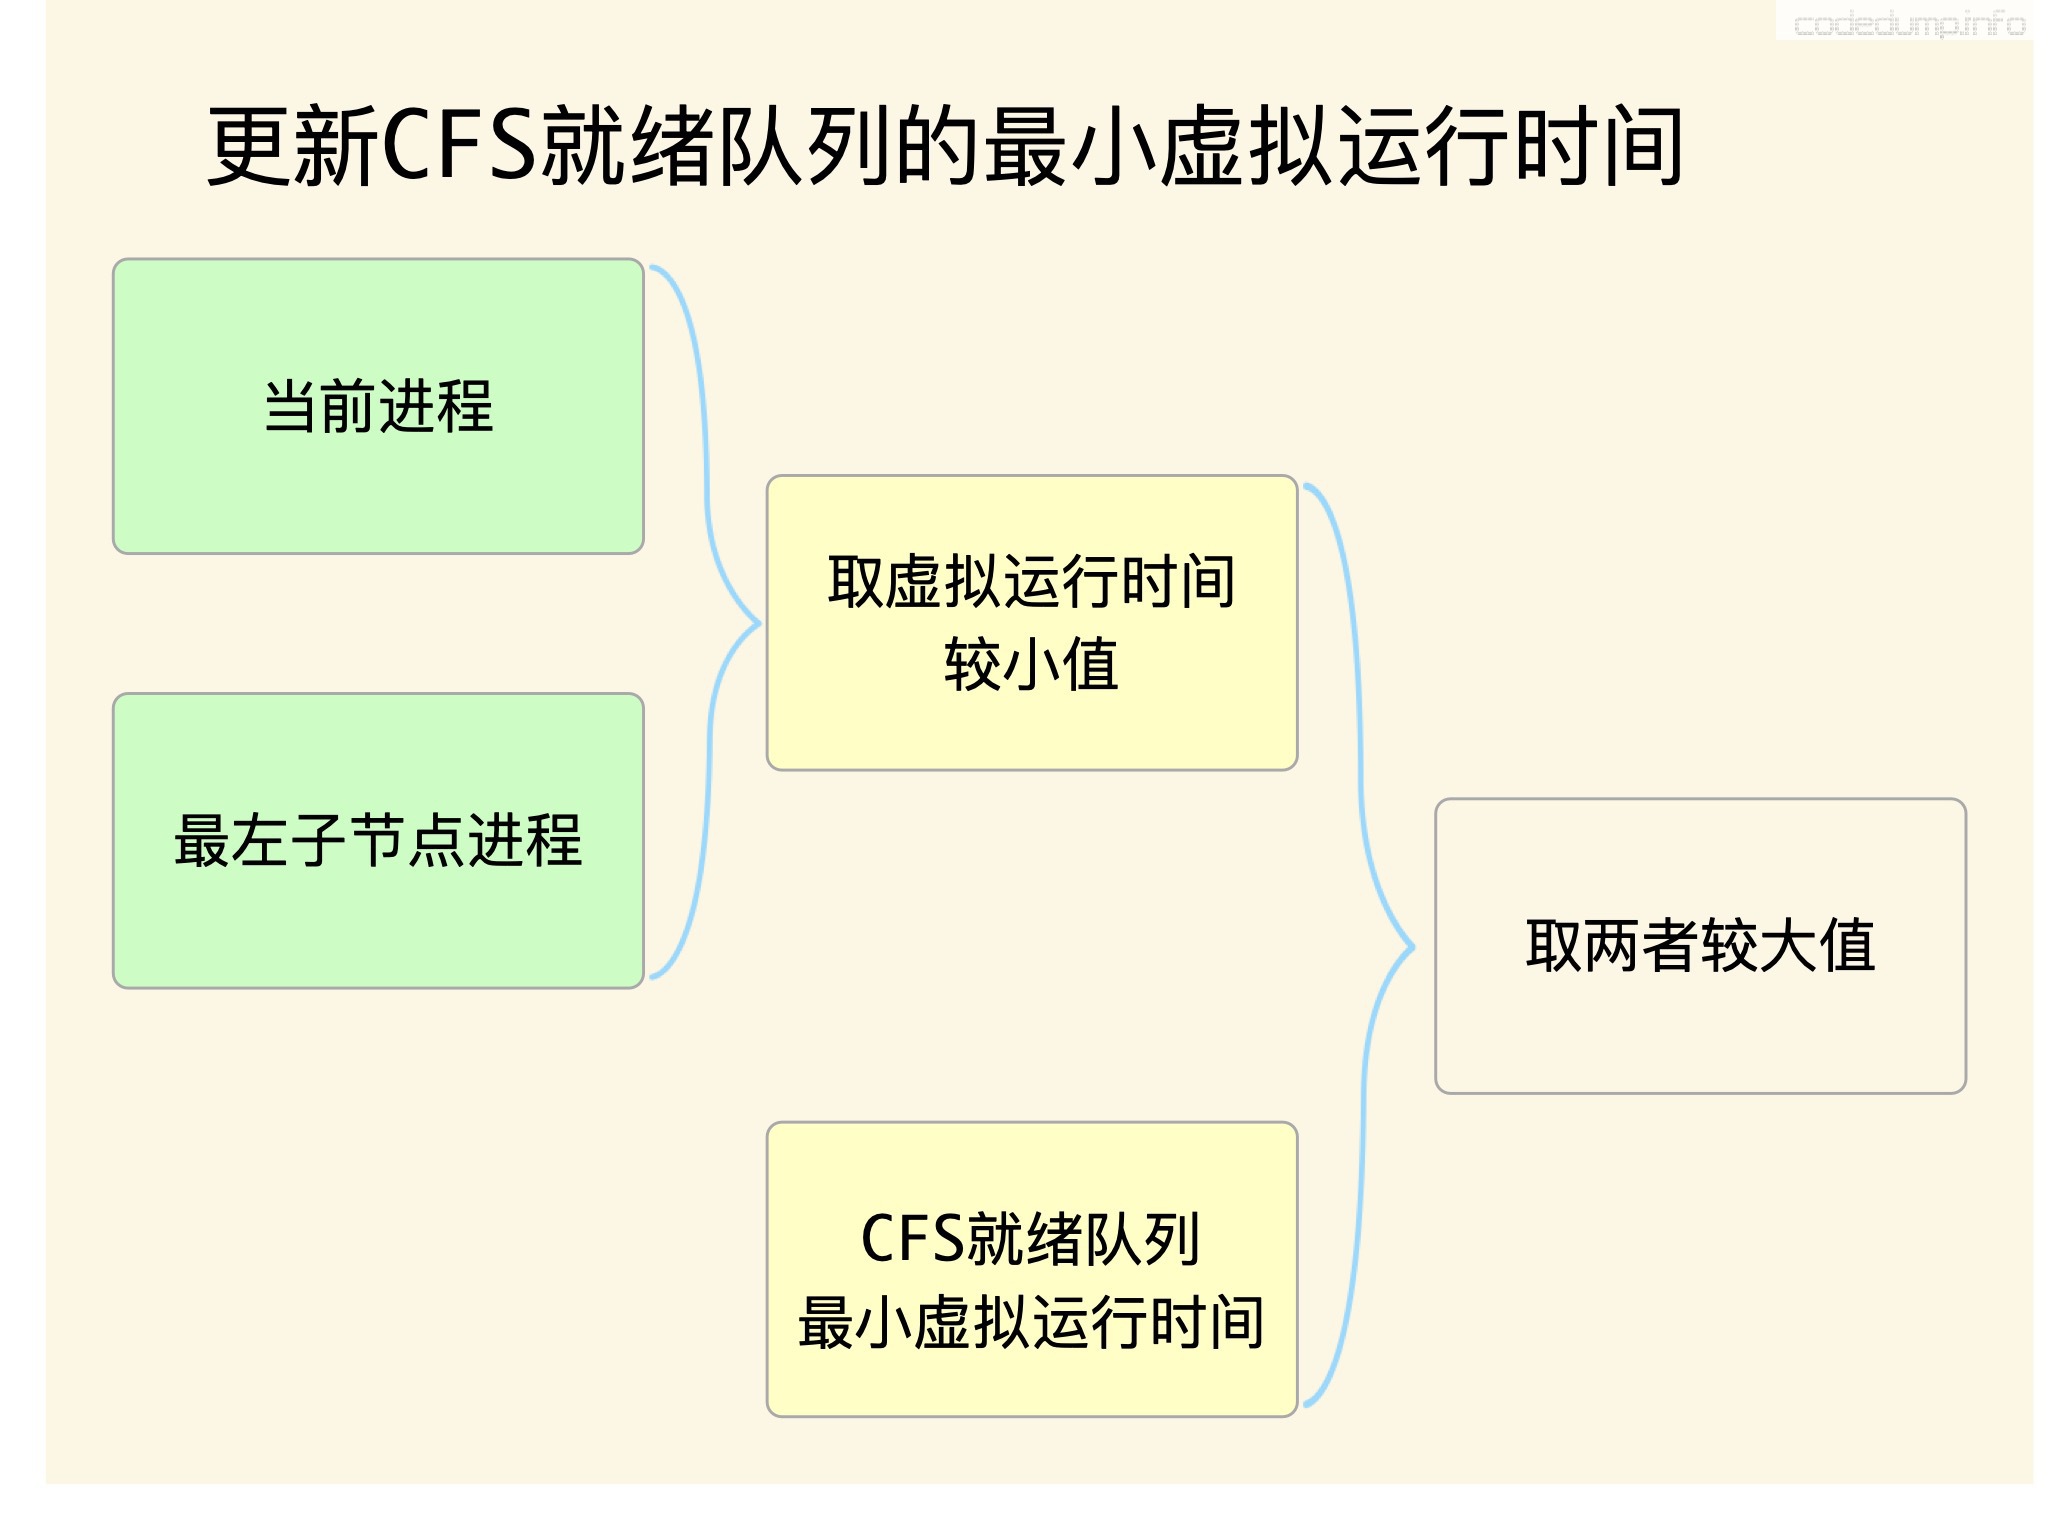 codedumpinfo
更新CFS就绪队列的最小虚拟运行时间
当前进程
取虚拟运行时间
较小值
最左子节点进程
取两者较大值
CFS就绪队列
最小虚拟运行时间